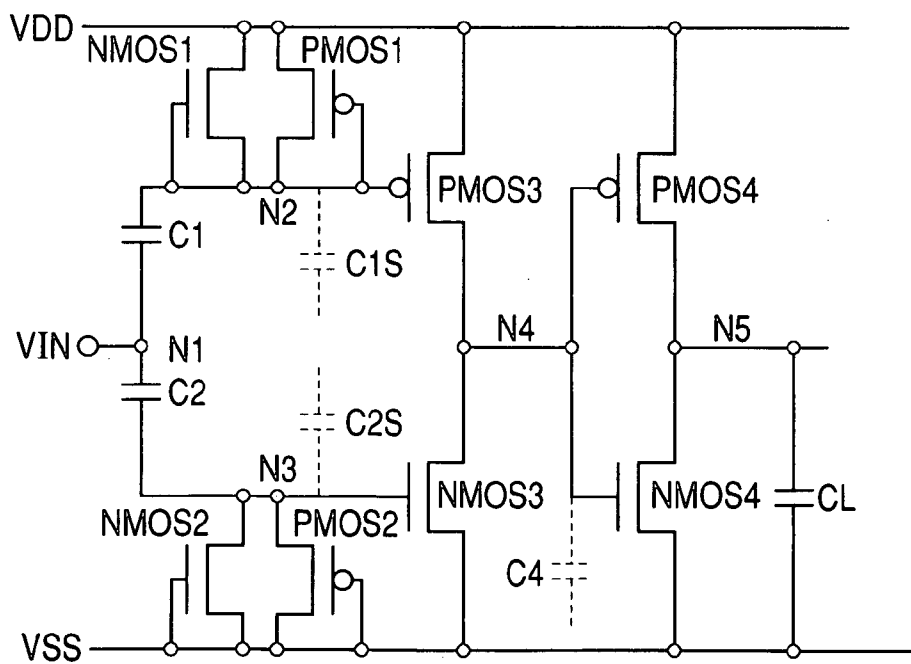 VDD
NMOS1
PMOS1
N2
PMOS3
PMOS4
C1
C1S
VIN
N1
N4
N5
C2
C2S
N3
NMOS2
PMOS2
NMOS3
NMOS4
CL
C4
VSS